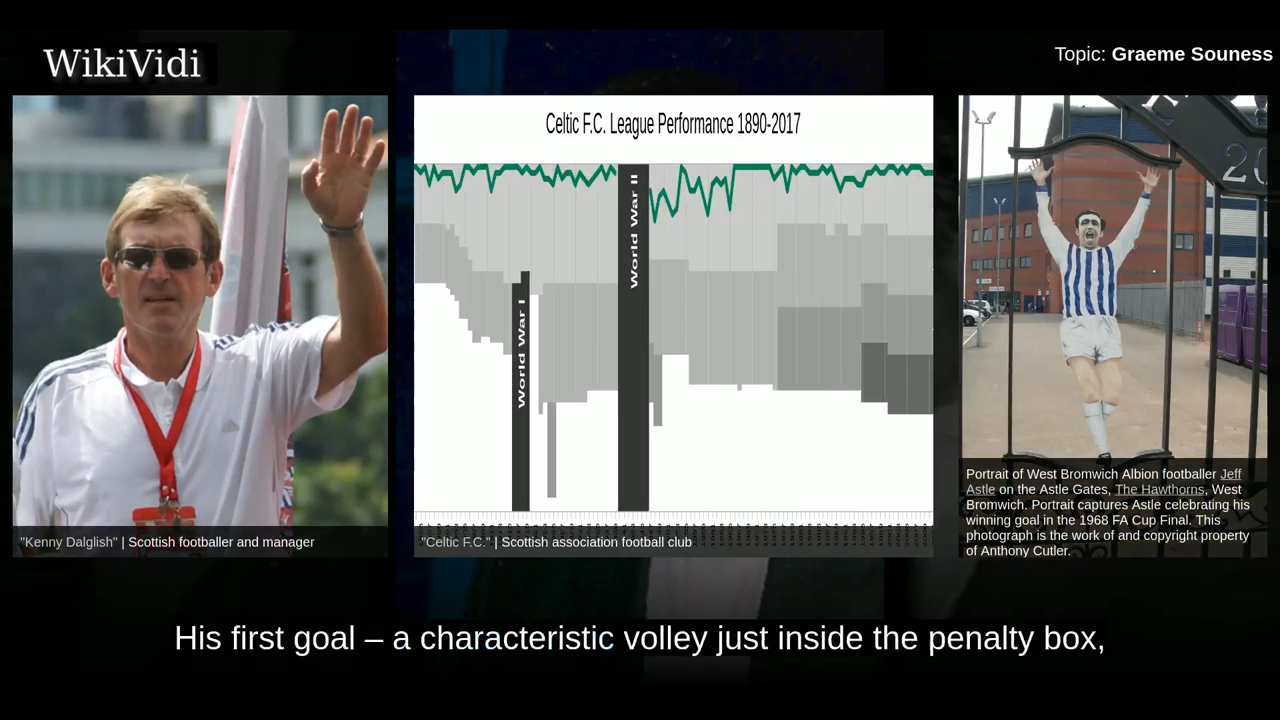 WikiVidi
Topic: Graeme Souness
Celtic F.C. League Performance 1890-2017
World War I
World War II
20
"Kenny Dalglish" | Scottish footballer and manager
"Celtic F.C." | Scottish association football club
Portrait of West Bromwich Albion footballer Jeff
Astle on the Astle Gates, The Hawthorns, West
Bromwich. Portrait captures Astle celebrating his
winning goal in the 1968 FA Cup Final. This
photograph is the work of and copyright property
of Anthony Cutler.
His first goal – a characteristic volley just inside the penalty box,